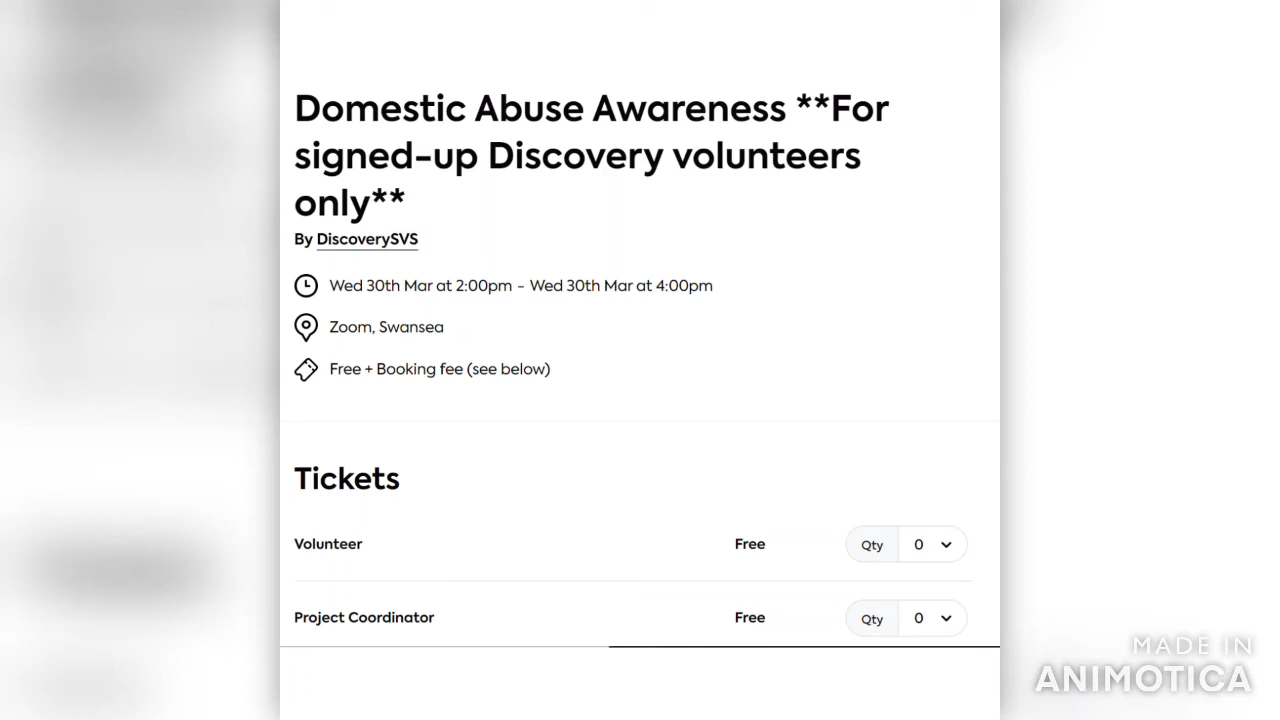 Domestic Abuse Awareness **For
signed-up Discovery volunteers
only**
By DiscoverySVS
Wed 30th Mar at 2:00pm - Wed 30th Mar at 4:00pm
Zoom, Swansea
Free + Booking fee (see below)
Tickets
Volunteer Free Qty 0
Project Coordinator Free Qty 0
MADE IN
ANIMOTICA